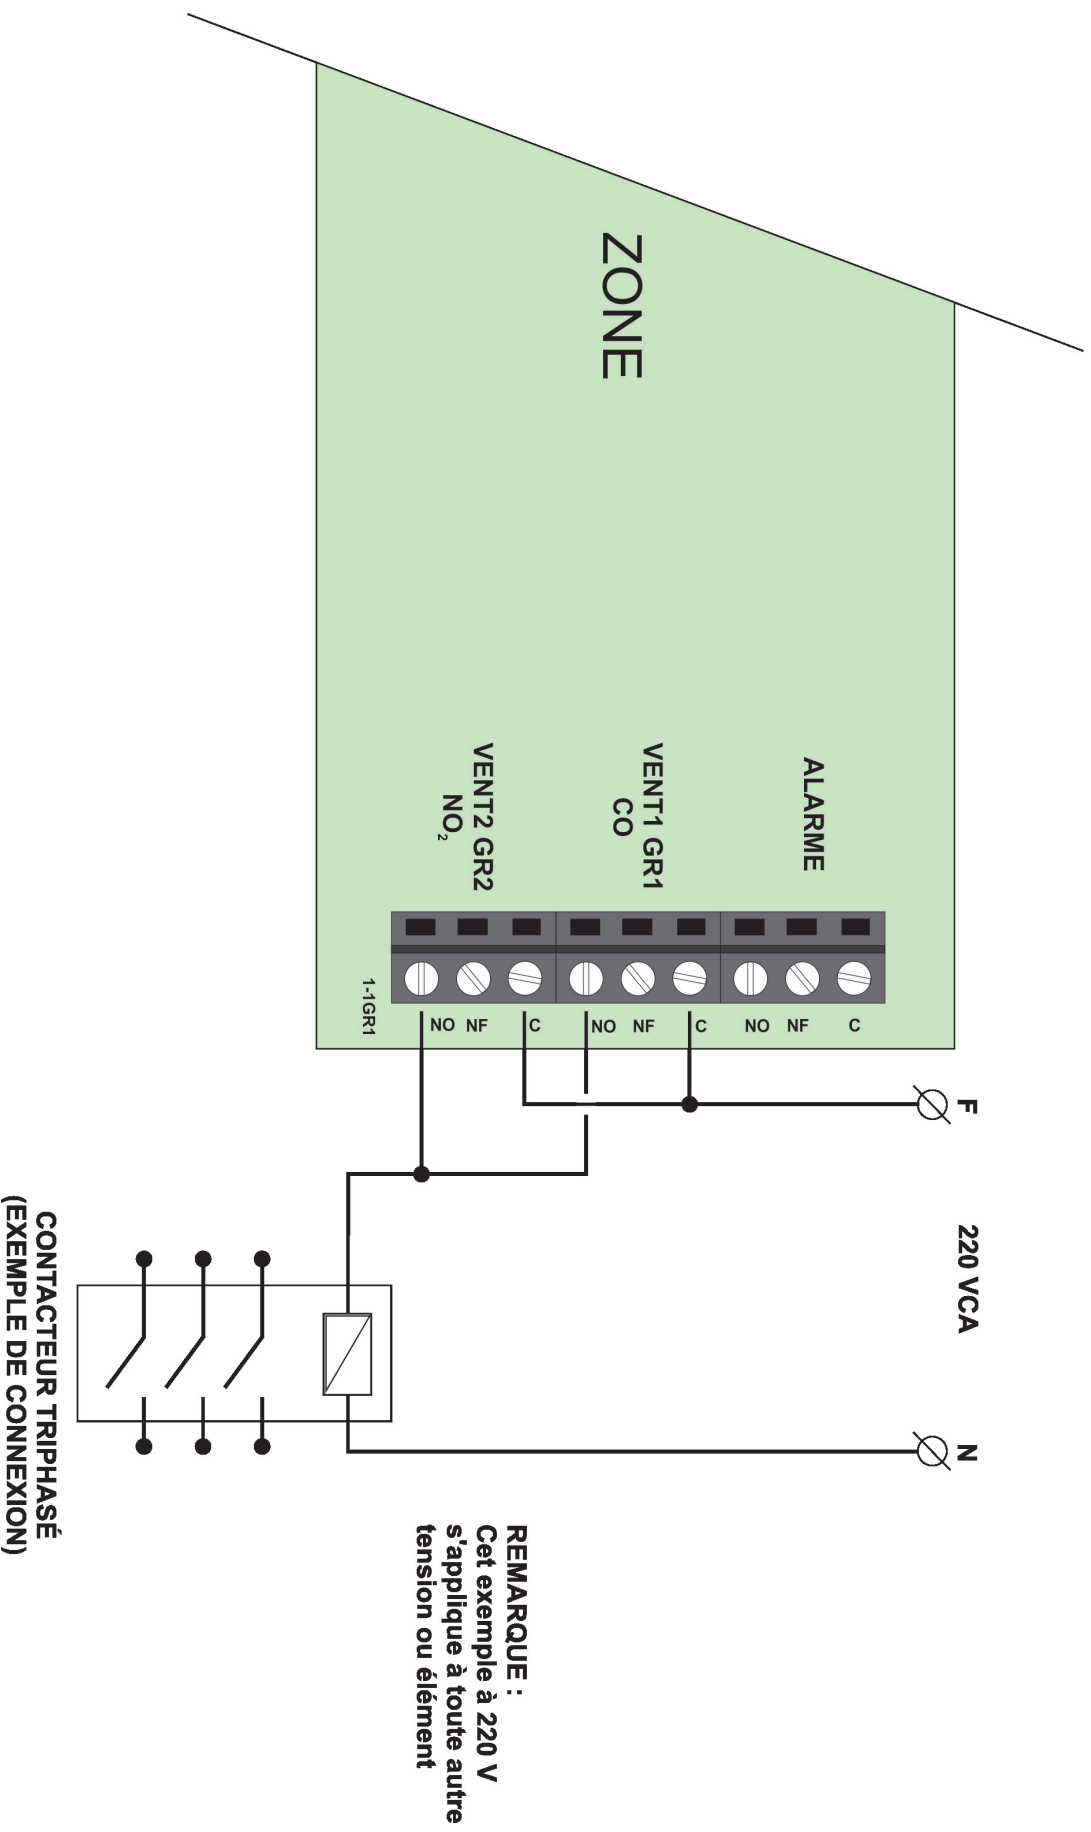 ZONE
ALARME
VENT1 GR1
CO
VENT2 GR2
NO₂
C
NF
NO
C
NF
NO
C
NF
NO
1-1GR1
F
220 VCA
N
CONTACTEUR TRIPHASÉ
(EXEMPLE DE CONNEXION)
REMARQUE :
Cet exemple à 220 V
s'applique à toute autre
tension ou élément